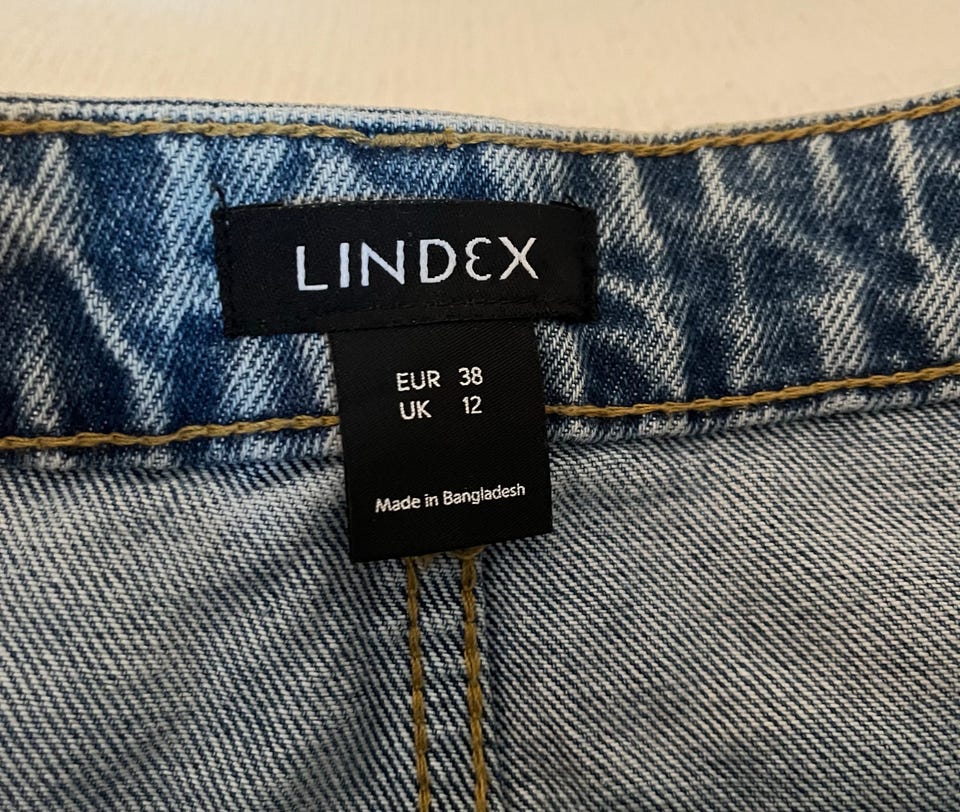 LINDEX
EUR 38
UK 12
Made in Bangladesh